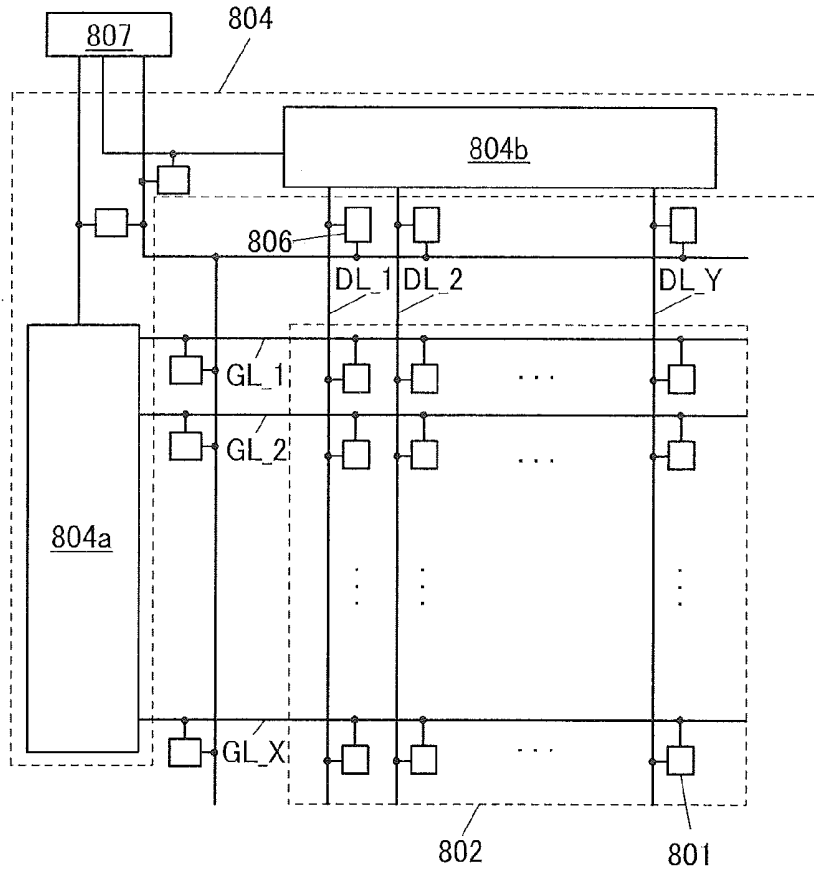 807
804
804b
806
DL_1 DL_2 DL_Y
GL_1
GL_2
804a
. . .
. . .
GL_X
. . .
802
801